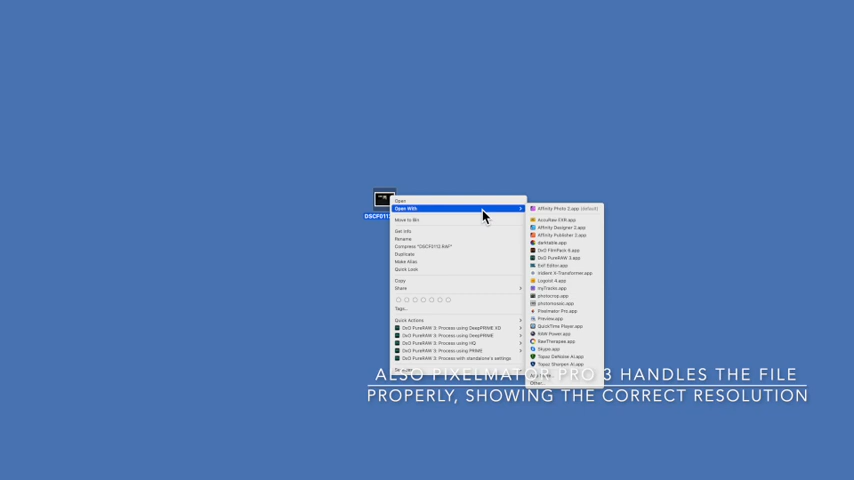 Open
Open With
Move to Bin
Get Info
Rename
Compress "DSCF0112.RAF"
Duplicate
Make Alias
Quick Look
Copy
Share
Tags...
Quick Actions
DxO PureRAW 3: Process using DeepPRIME XD
DxO PureRAW 3: Process using DeepPRIME
DxO PureRAW 3: Process using HQ
DxO PureRAW 3: Process using PRIME
DxO PureRAW 3: Process with standalone's settings
Affinity Photo 2.app (default)
AccuRaw EXR.app
Affinity Designer 2.app
Affinity Publisher 2.app
darktable.app
DxO FilmPack 6.app
DxO PureRAW 3.app
Exif Editor.app
Iridient X-Transformer.app
Logoist 4.app
myTracks.app
photocrop.app
photomosaic.app
Pixelmator Pro.app
Preview.app
QuickTime Player.app
RAW Power.app
RawTherapee.app
Skype.app
Topaz DeNoise AI.app
Topaz Sharpen AI.app
Other...
ALSO PIXELMATOR PRO 3 HANDLES THE FILE
PROPERLY, SHOWING THE CORRECT RESOLUTION